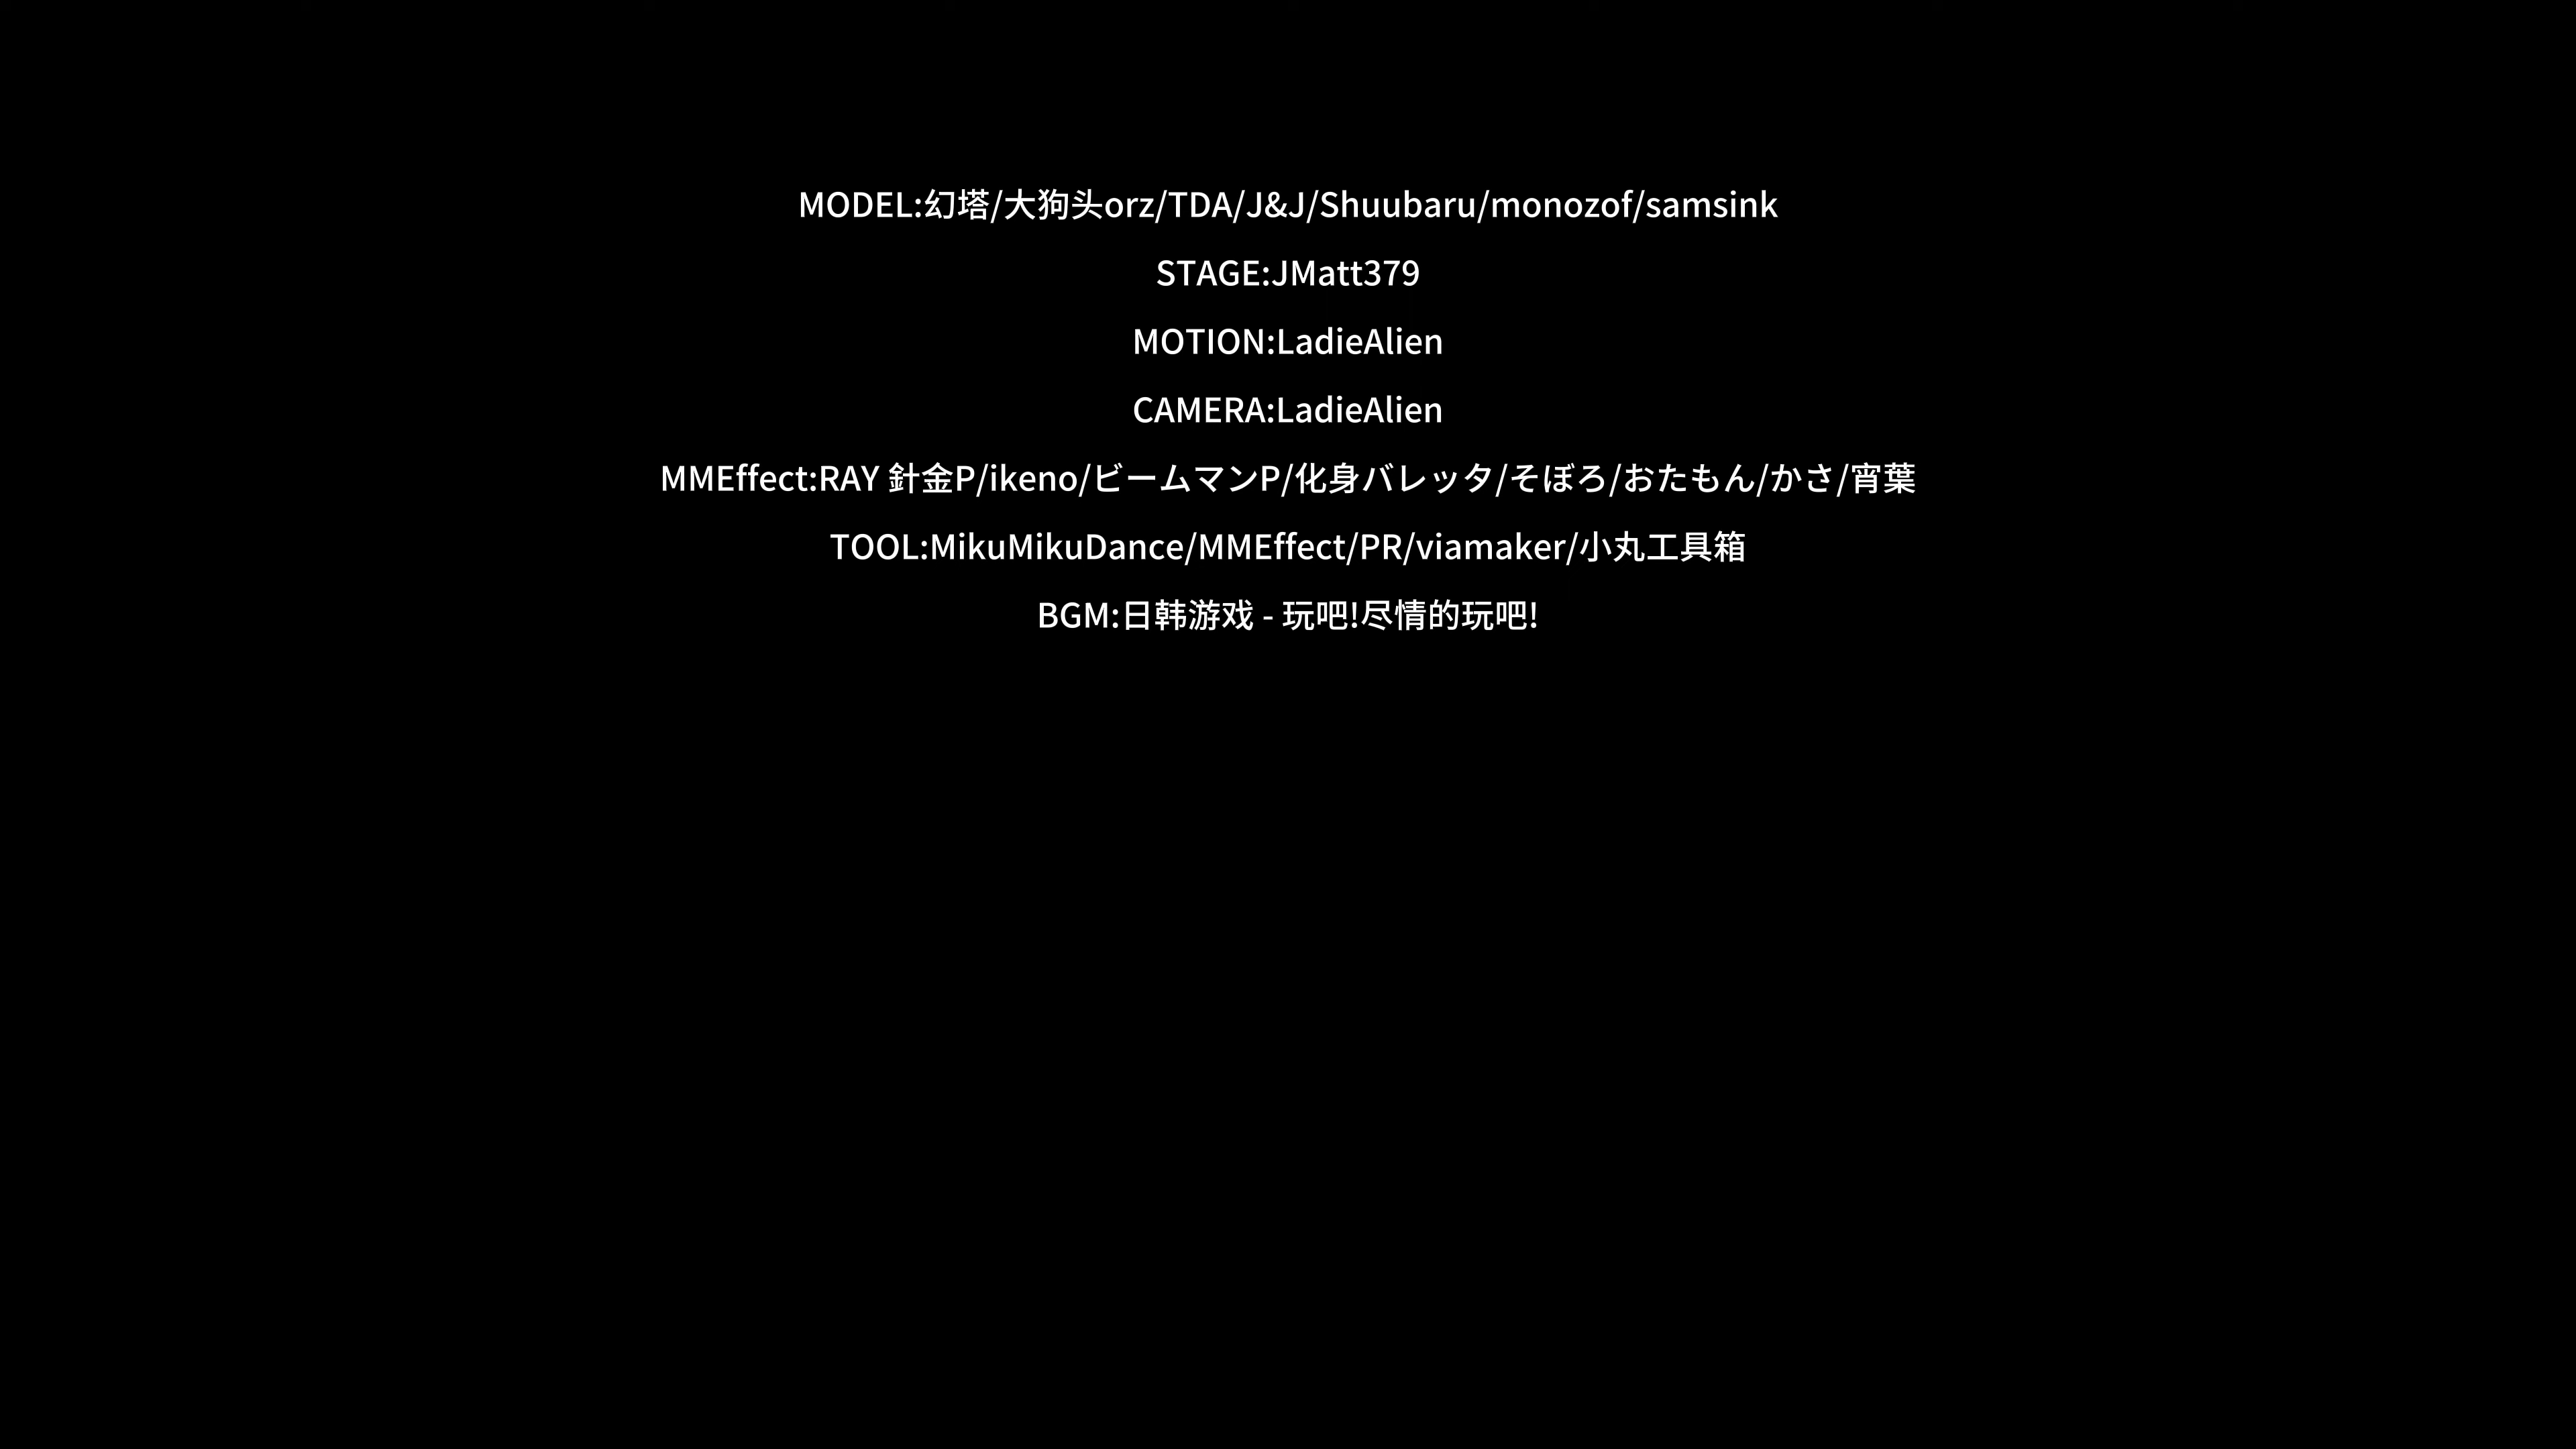 MODEL:幻塔/大狗头orz/TDA/J&J/Shuubaru/monozof/samsink
STAGE:JMatt379
MOTION:LadieAlien
CAMERA:LadieAlien
MMEffect:RAY 針金P/ikeno/ビームマンP/化身バレッタ/そぼろ/おたもん/かさ/宵葉
TOOL:MikuMikuDance/MMEffect/PR/viamaker/小丸工具箱
BGM:日韩游戏 - 玩吧!尽情的玩吧!